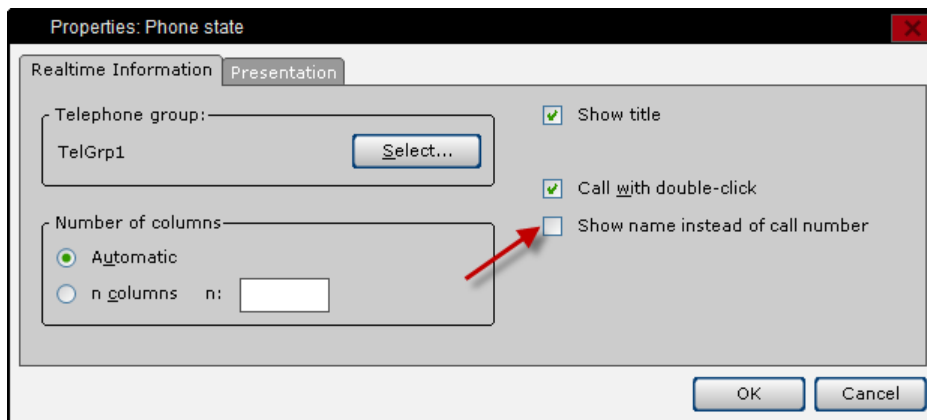 Properties: Phone state
Realtime Information
Presentation
Telephone group:
TelGrp1
Select...
Number of columns
Automatic
n columns n:
Show title
Call with double-click
Show name instead of call number
OK
Cancel